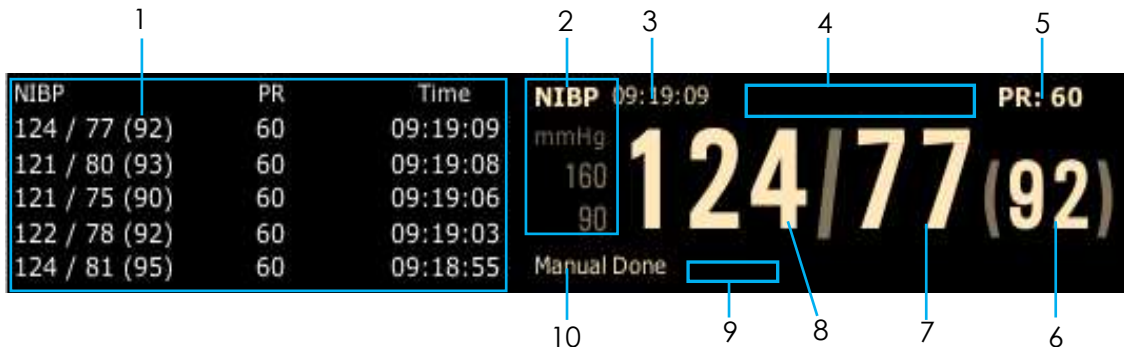 1 2 3 4 5
NIBP PR Time
124 / 77 (92) 60 09:19:09
121 / 80 (93) 60 09:19:08
121 / 75 (90) 60 09:19:06
122 / 78 (92) 60 09:19:03
124 / 81 (95) 60 09:18:55
NIBP 09:19:09 PR: 60
mmHg
160
90
124/77 (92)
Manual Done
10 9 8 7 6